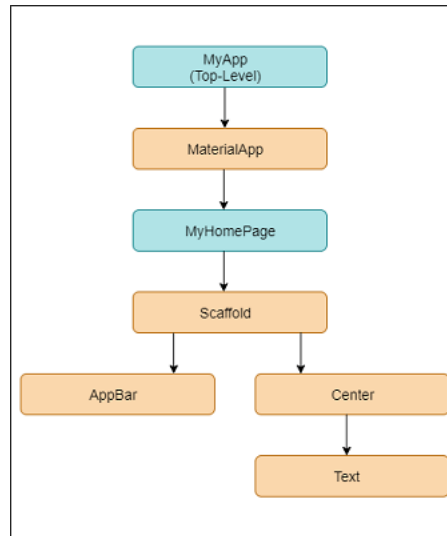 MyApp
(Top-Level)
MaterialApp
MyHomePage
Scaffold
AppBar
Center
Text